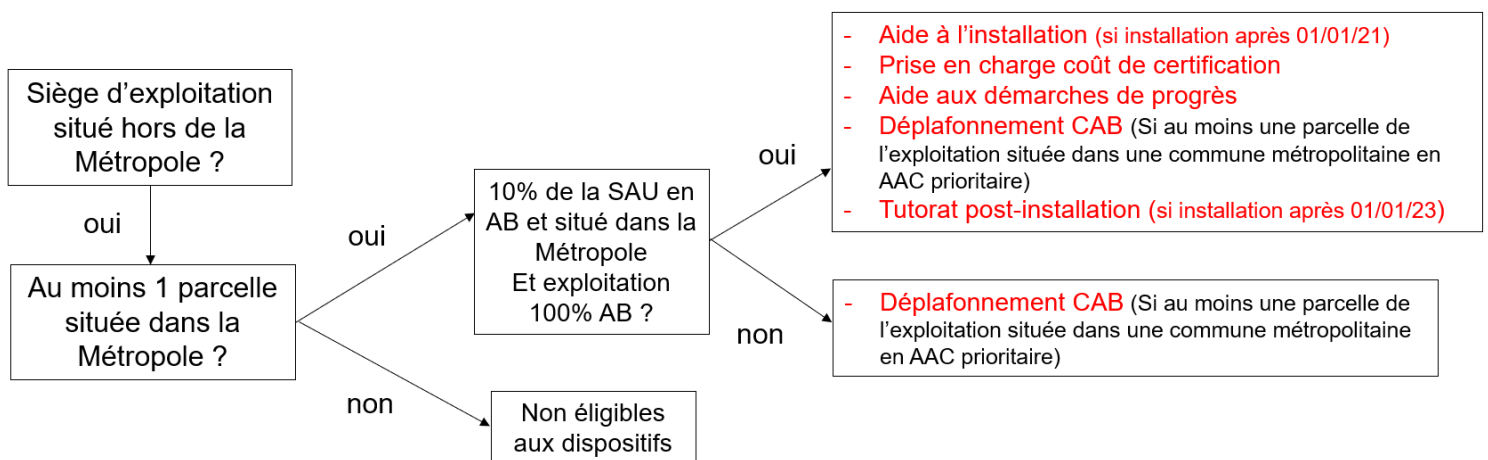 Siège d’exploitation
situé hors de la
Métropole ?
oui
Au moins 1 parcelle
située dans la
Métropole ?
oui
non
10% de la SAU en
AB et situé dans la
Métropole
Et exploitation
100% AB ?
Non éligibles
aux dispositifs
oui
non
- Aide à l’installation (si installation après 01/01/21)
- Prise en charge coût de certification
- Aide aux démarches de progrès
- Déplafonnement CAB (Si au moins une parcelle de
l’exploitation située dans une commune métropolitaine en
AAC prioritaire)
- Tutorat post-installation (si installation après 01/01/23)
- Déplafonnement CAB (Si au moins une parcelle de
l’exploitation située dans une commune métropolitaine
en AAC prioritaire)